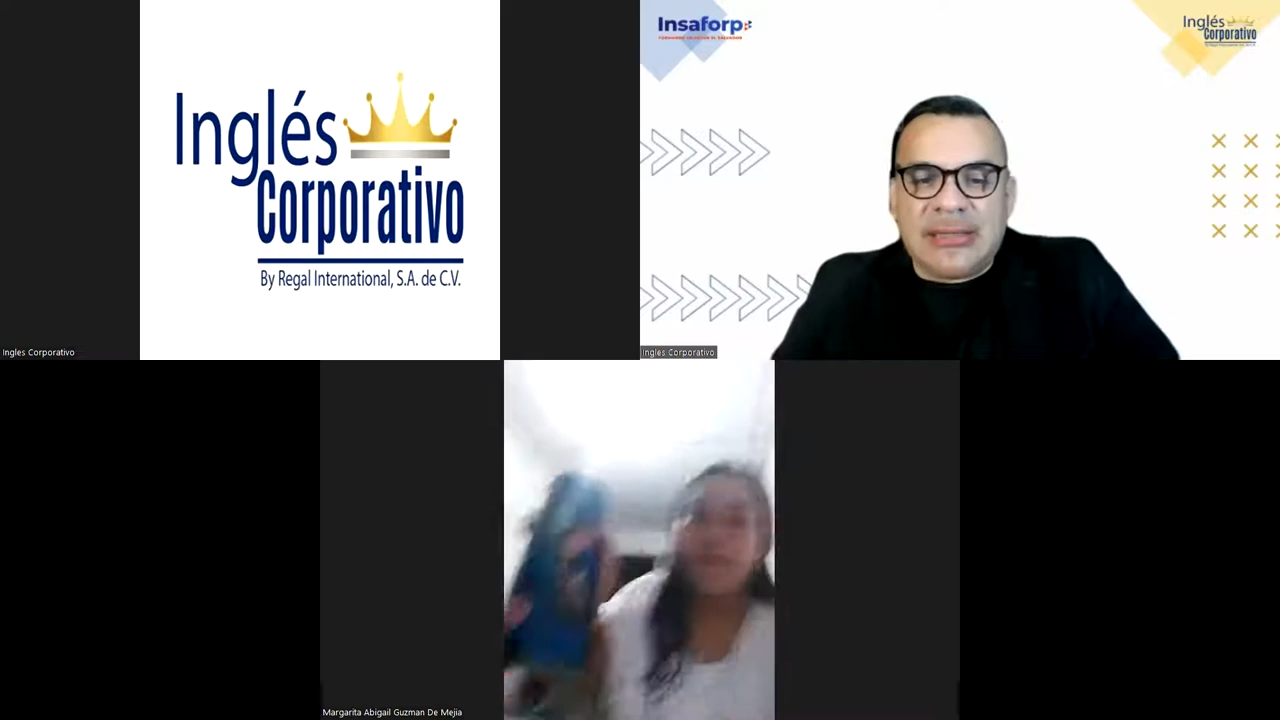 Inglés
Corporativo
By Regal International, S.A. de C.V.
Ingles Corporativo
Insaforp
Inglés
Corporativo
Ingles Corporativo
Margarita Abigail Guzman De Mejia